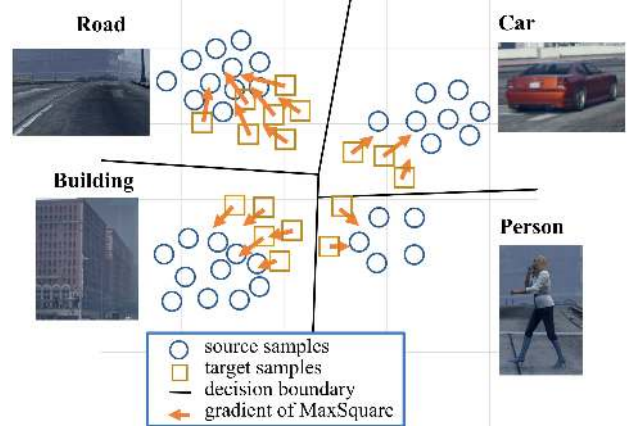 Road
Car
Building
Person
source samples
target samples
decision boundary
gradient of MaxSquare